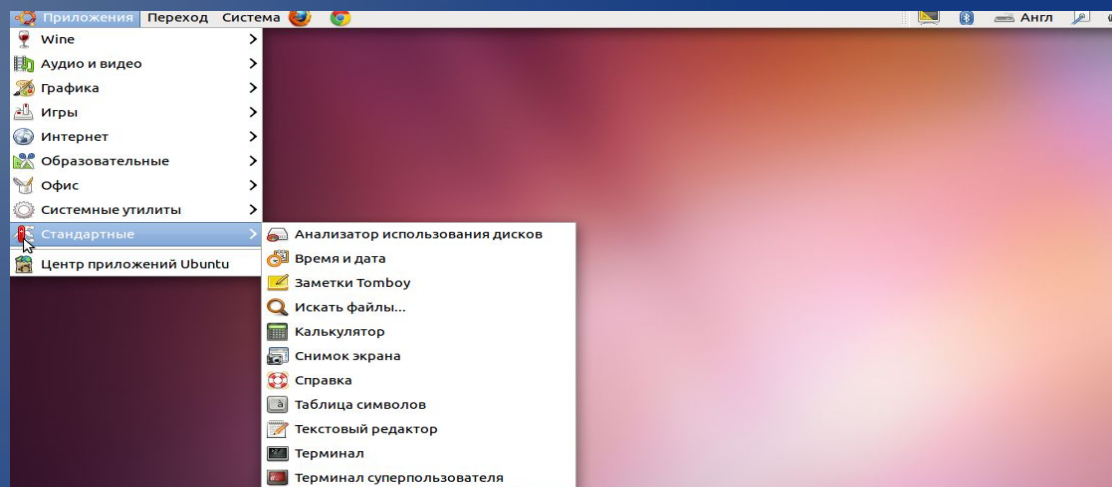 Приложения Переход Система Англ
Wine
Аудио и видео
Графика
Игры
Интернет
Образовательные
Офис
Системные утилиты
Стандартные
Центр приложений Ubuntu
Анализатор использования дисков
Время и дата
Заметки Tomboy
Искать файлы...
Калькулятор
Снимок экрана
Справка
Таблица символов
Текстовый редактор
Терминал
Терминал суперпользователя